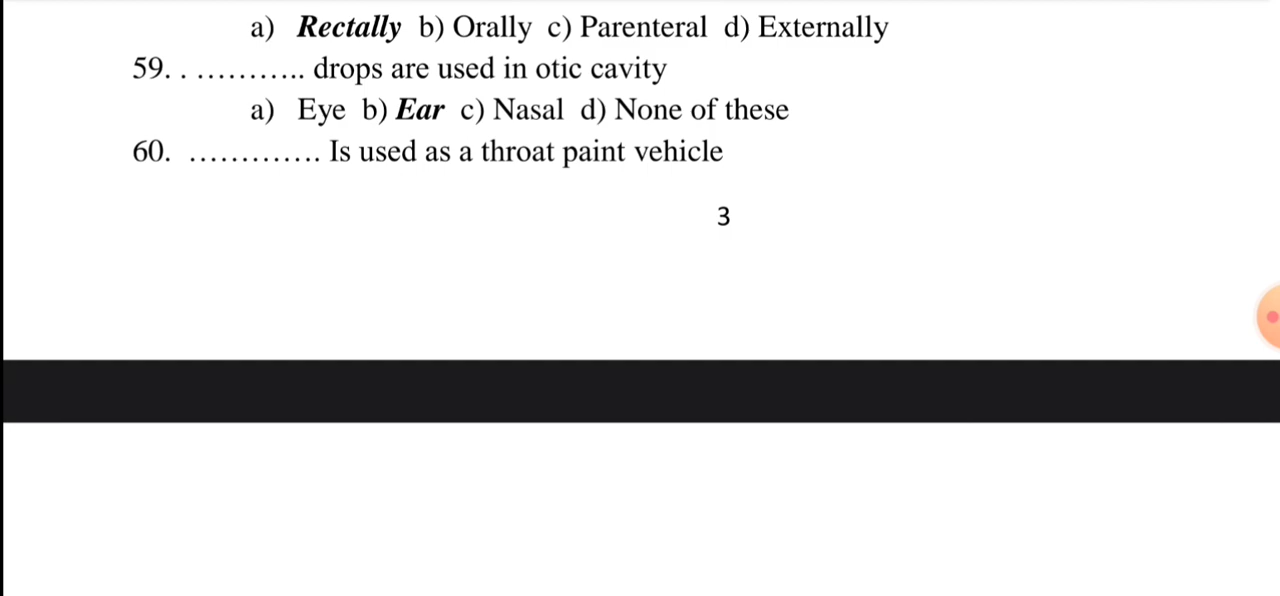 a) Rectally b) Orally c) Parenteral d) Externally
59. . ………… drops are used in otic cavity
a) Eye b) Ear c) Nasal d) None of these
60. …………. Is used as a throat paint vehicle
3